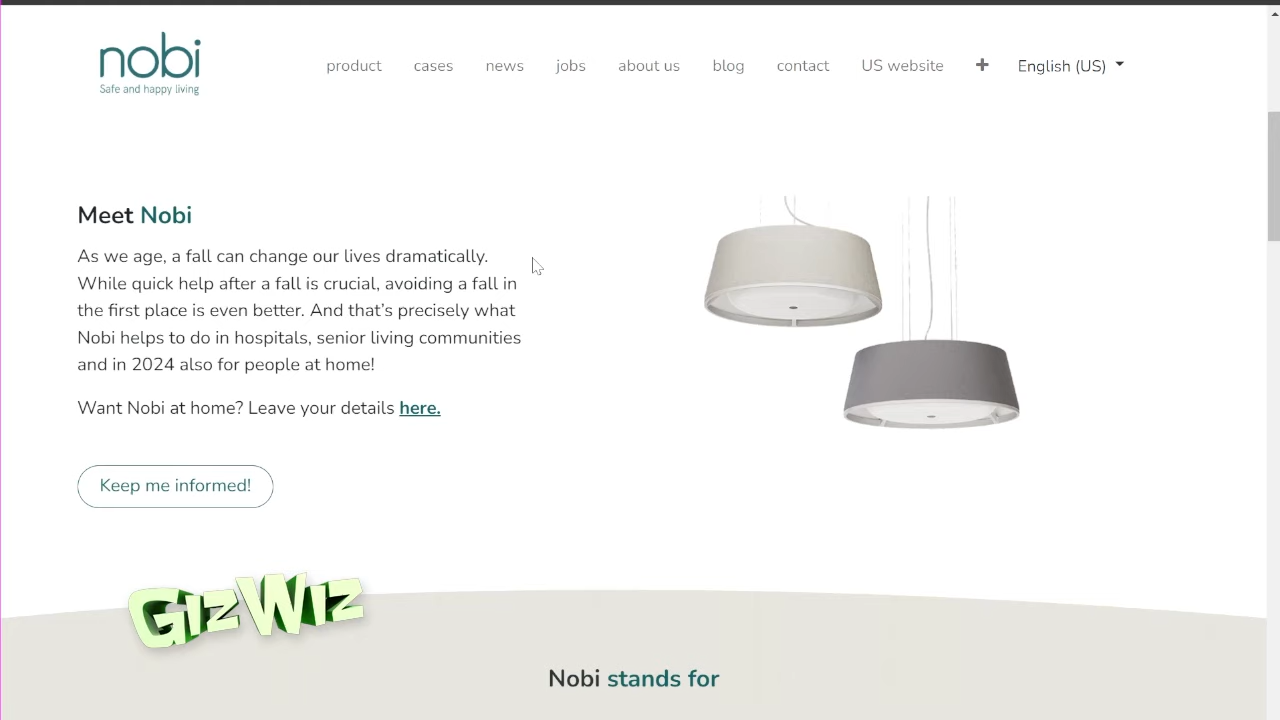 nobi
Safe and happy living
product cases news jobs about us blog contact US website + English (US)
Meet Nobi
As we age, a fall can change our lives dramatically.
While quick help after a fall is crucial, avoiding a fall in
the first place is even better. And that’s precisely what
Nobi helps to do in hospitals, senior living communities
and in 2024 also for people at home!
Want Nobi at home? Leave your details here.
Keep me informed!
GizWiz
Nobi stands for